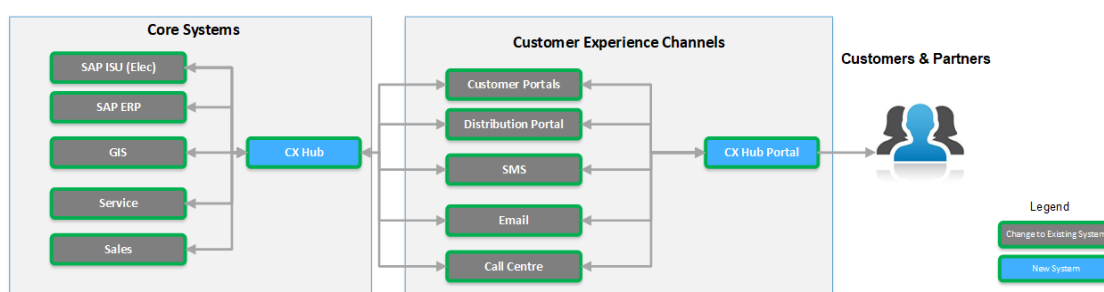 Core Systems
SAP ISU (Elec)
SAP ERP
GIS
Service
Sales
CX Hub
Customer Experience Channels
Customer Portals
Distribution Portal
SMS
Email
Call Centre
CX Hub Portal
Customers & Partners
Legend
Change to Existing System
New System